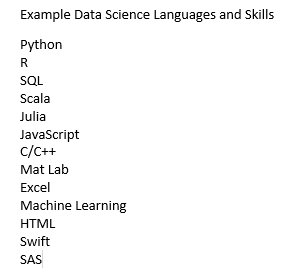 Example Data Science Languages and Skills
Python
R
SQL
Scala
Julia
JavaScript
C/C++
Mat Lab
Excel
Machine Learning
HTML
Swift
SAS